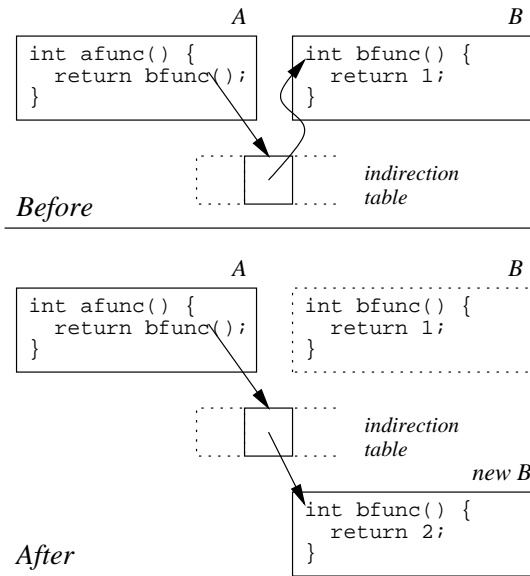 A
B
int afunc() {
  return bfunc();
}
int bfunc() {
  return 1;
}
indirection
table
Before
A
B
int afunc() {
  return bfunc();
}
int bfunc() {
  return 1;
}
indirection
table
new B
int bfunc() {
  return 2;
}
After